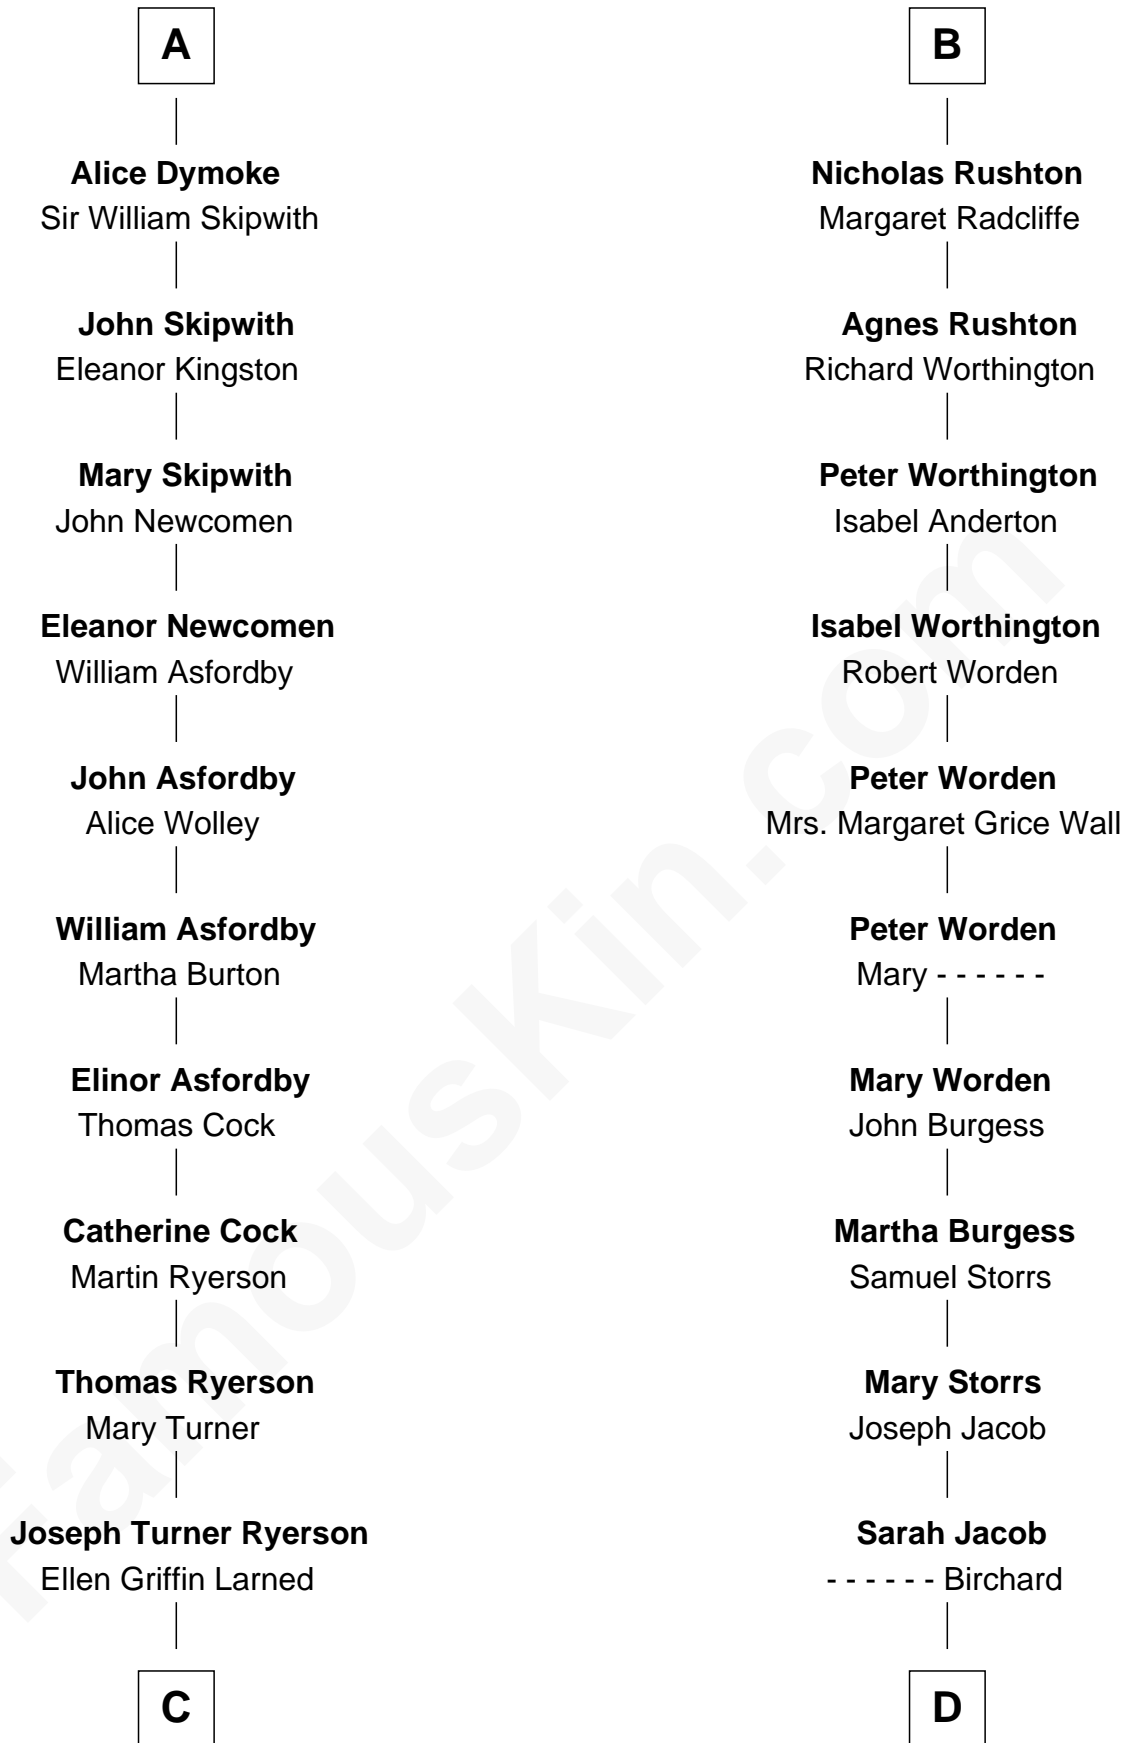 A
Alice Dymoke
Sir William Skipwith
John Skipwith
Eleanor Kingston
Mary Skipwith
John Newcomen
Eleanor Newcomen
William Asfordby
John Asfordby
Alice Wolley
William Asfordby
Martha Burton
Elinor Asfordby
Thomas Cock
Catherine Cock
Martin Ryerson
Thomas Ryerson
Mary Turner
Joseph Turner Ryerson
Ellen Griffin Larned
C
B
Nicholas Rushton
Margaret Radcliffe
Agnes Rushton
Richard Worthington
Peter Worthington
Isabel Anderton
Isabel Worthington
Robert Worden
Peter Worden
Mrs. Margaret Grice Wall
Peter Worden
Mary - - - - - -
Mary Worden
John Burgess
Martha Burgess
Samuel Storrs
Mary Storrs
Joseph Jacob
Sarah Jacob
- - - - - - Birchard
D
FamousKin.com